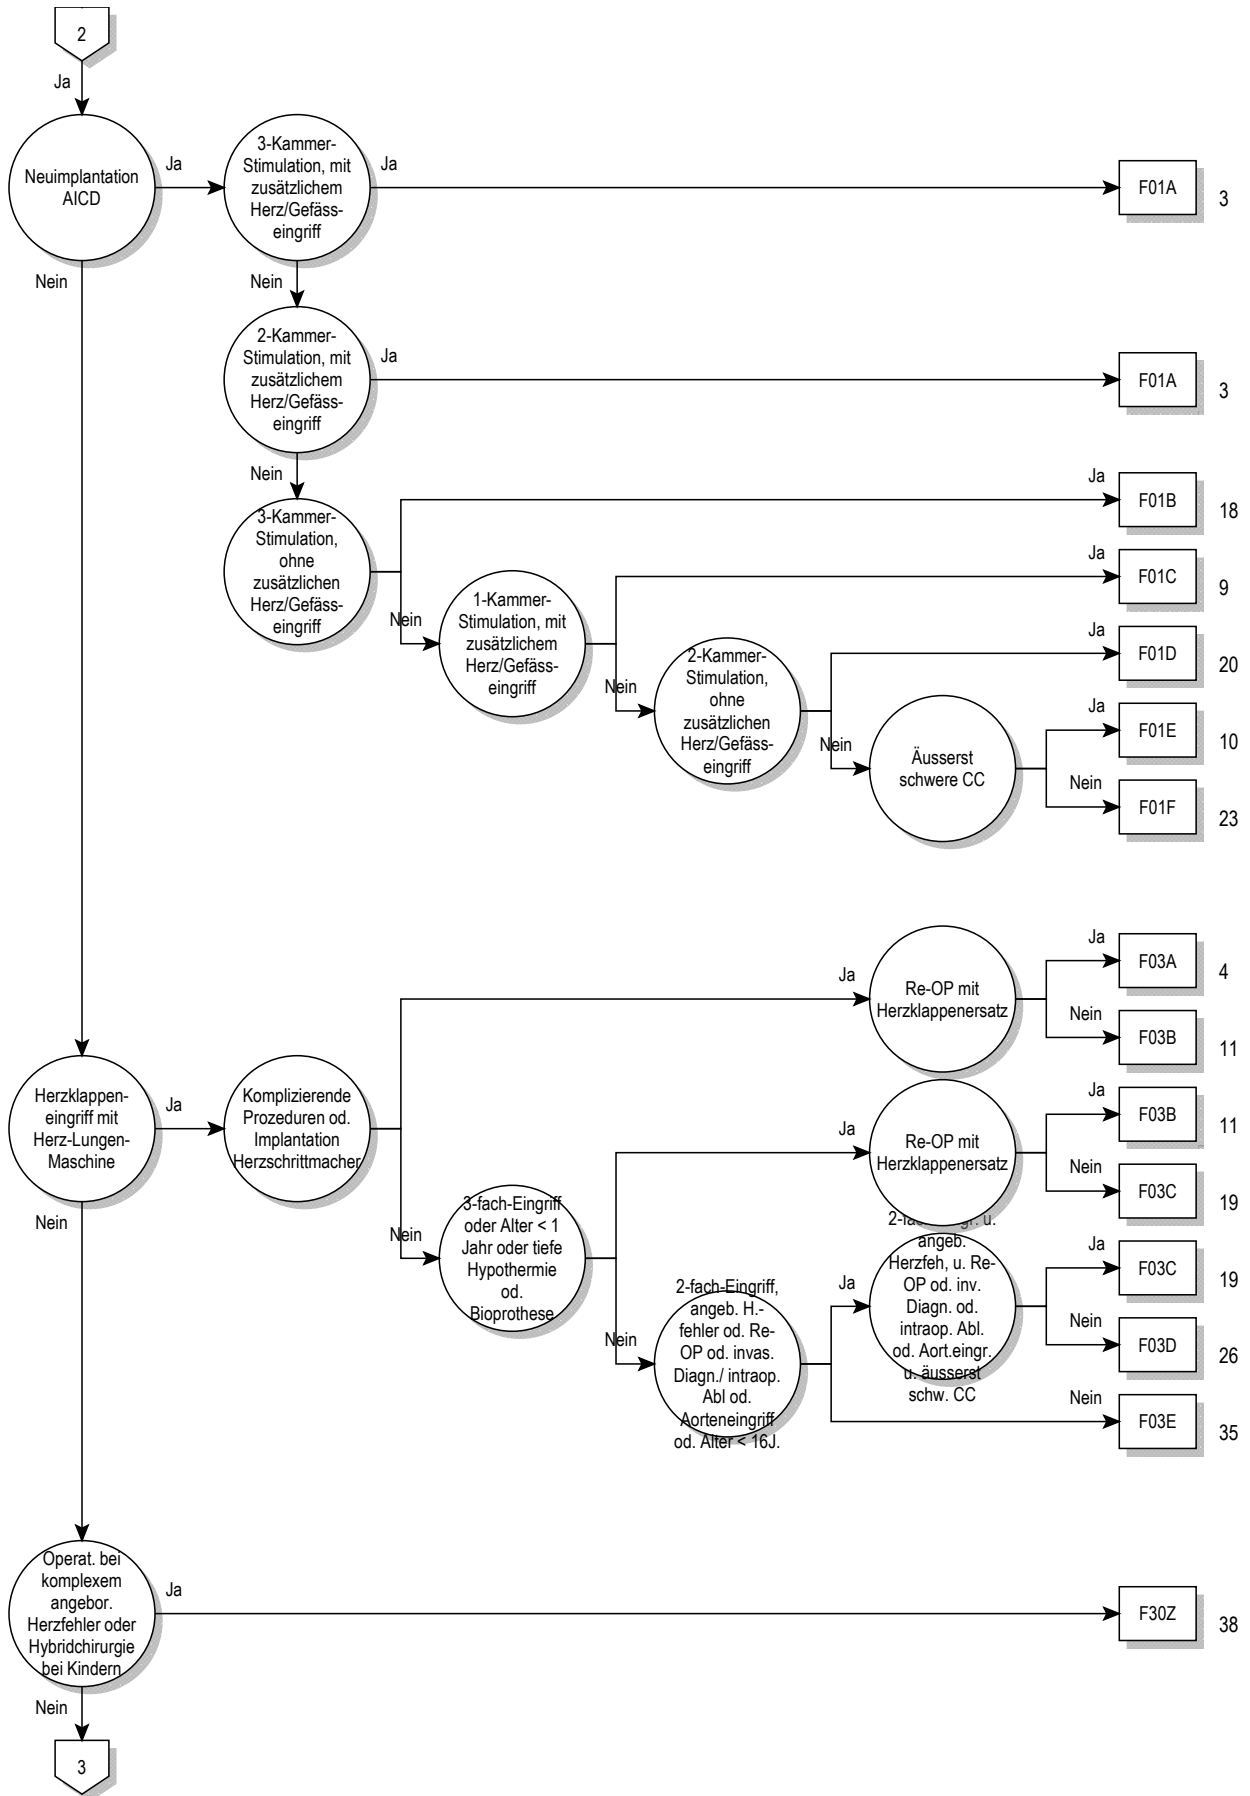 2
Ja
Neuimplantation
AICD
Ja
3-Kammer-
Stimulation, mit
zusätzlichem
Herz/Gefäss-
eingriff
Ja
F01A
3
Nein
Nein
2-Kammer-
Stimulation, mit
zusätzlichem
Herz/Gefäss-
eingriff
Ja
F01A
3
Nein
3-Kammer-
Stimulation,
ohne
zusätzlichen
Herz/Gefäss-
eingriff
Ja
F01B
18
Nein
1-Kammer-
Stimulation, mit
zusätzlichem
Herz/Gefäss-
eingriff
Ja
F01C
9
Nein
2-Kammer-
Stimulation,
ohne
zusätzlichen
Herz/Gefäss-
eingriff
Ja
F01D
20
Nein
Äusserst
schwere CC
Ja
F01E
10
Nein
F01F
23
Herzklappen-
eingriff mit
Herz-Lungen-
Maschine
Ja
Komplizierende
Prozeduren od.
Implantation
Herzschrittmacher
Ja
Re-OP mit
Herzklappenersatz
Ja
F03A
4
Nein
F03B
11
Nein
3-fach-Eingriff
oder Alter < 1
Jahr oder tiefe
Hypothermie
od.
Bioprothese
Ja
Re-OP mit
Herzklappenersatz
Ja
F03B
11
Nein
F03C
19
Nein
2-fach-Eingriff,
angeb. H.-
fehler od. Re-
OP od. invas.
Diagn./ intraop.
Abl od.
Aorteneingriff
od. Alter < 16J.
Ja
u.
angeb.
Herzfeh, u. Re-
OP od. inv.
Diagn. od.
intraop. Abl.
od. Aort.eingr.
u. äusserst
schw. CC
Ja
F03C
19
Nein
F03D
26
Nein
F03E
35
Nein
Operat. bei
komplexem
angebor.
Herzfehler oder
Hybridchirurgie
bei Kindern
Ja
F30Z
38
Nein
3